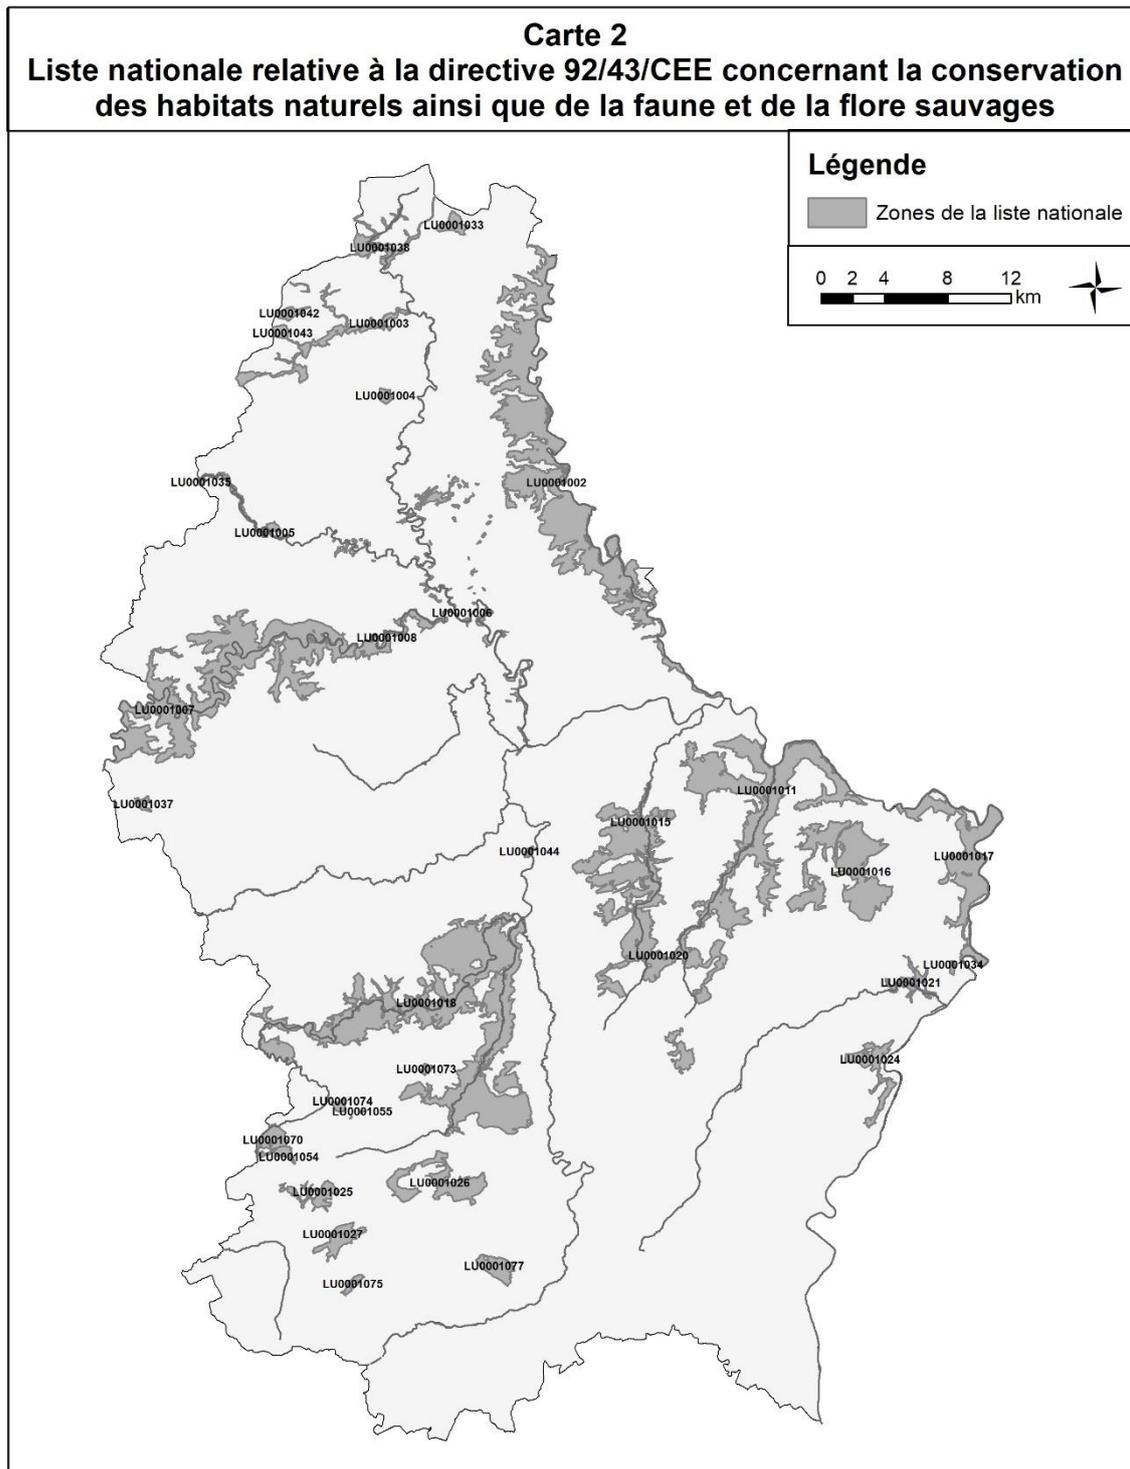 Carte 2
Liste nationale relative à la directive 92/43/CEE concernant la conservation
des habitats naturels ainsi que de la faune et de la flore sauvages
Légende
Zones de la liste nationale
0 2 4 8 12
km
LU0001033
LU0001038
LU0001042
LU0001003
LU0001043
LU0001004
LU0001035
LU0001002
LU0001005
LU0001006
LU0001008
LU0001007
LU0001011
LU0001037
LU0001015
LU0001044
LU0001017
LU0001016
LU0001020
LU0001034
LU0001021
LU0001018
LU0001024
LU0001073
LU0001074
LU0001055
LU0001070
LU0001054
LU0001026
LU0001025
LU0001027
LU0001077
LU0001075